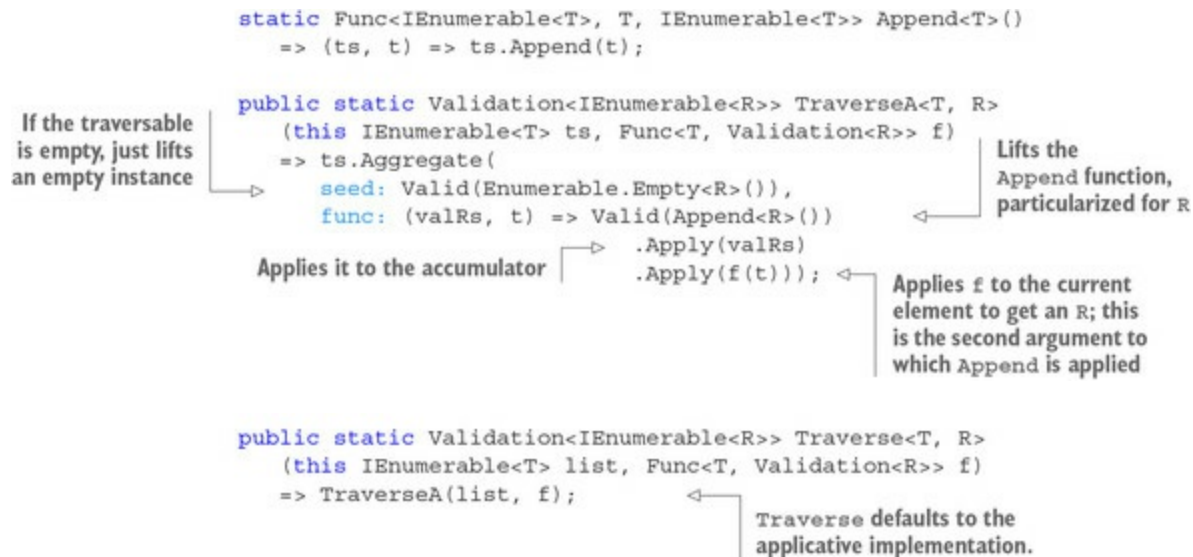 static Func<IEnumerable<T>, T, IEnumerable<T>> Append<T>()
=> (ts, t) => ts.Append(t);
public static Validation<IEnumerable<R>> TraverseA<T, R>
(this IEnumerable<T> ts, Func<T, Validation<R>> f)
=> ts.Aggregate(
seed: Valid(Enumerable.Empty<R>()),
func: (valRs, t) => Valid(Append<R>())
.Apply(valRs)
.Apply(f(t)));
If the traversable
is empty, just lifts
an empty instance
Lifts the
Append function,
particularized for R
Applies it to the accumulator
Applies f to the current
element to get an R; this
is the second argument to
which Append is applied
public static Validation<IEnumerable<R>> Traverse<T, R>
(this IEnumerable<T> list, Func<T, Validation<R>> f)
=> TraverseA(list, f);
Traverse defaults to the
applicative implementation.